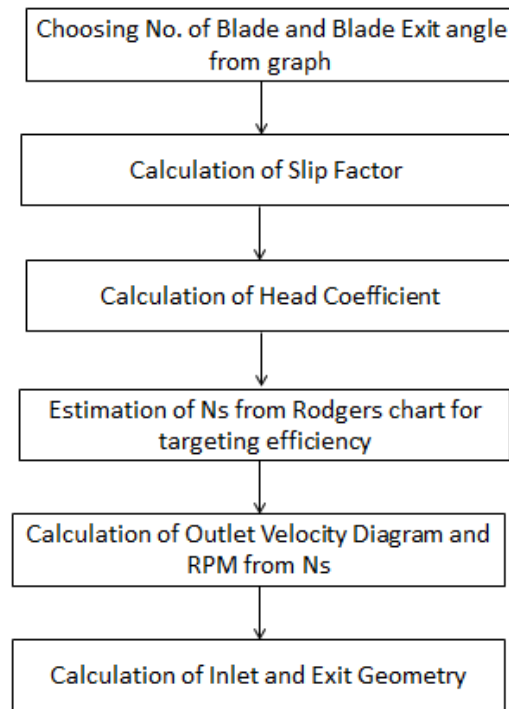 Choosing No. of Blade and Blade Exit angle
from graph
Calculation of Slip Factor
Calculation of Head Coefficient
Estimation of Ns from Rodgers chart for
targeting efficiency
Calculation of Outlet Velocity Diagram and
RPM from Ns
Calculation of Inlet and Exit Geometry